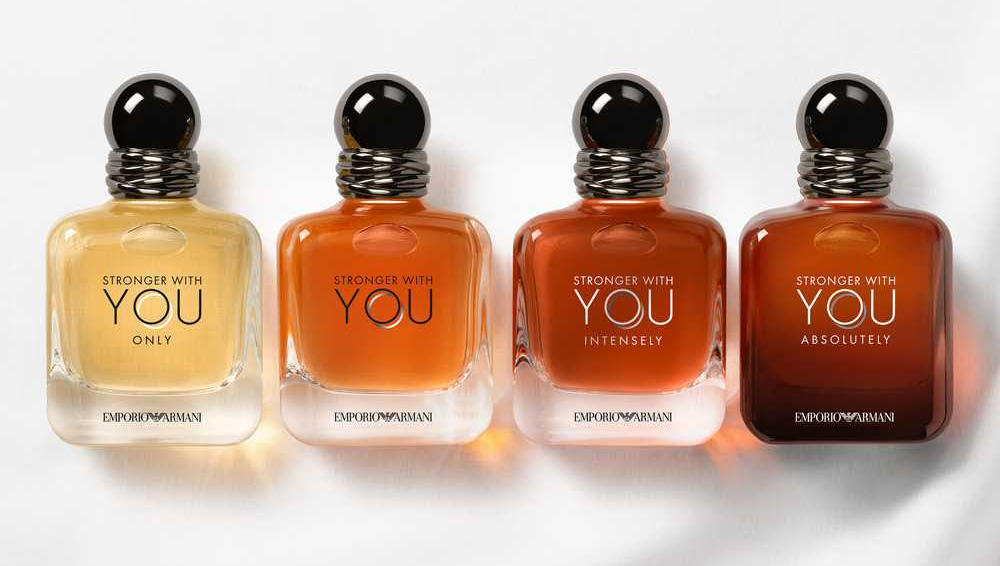 STRONGER WITH
YOU
ONLY
EMPORIO ARMANI
STRONGER WITH
YOU
EMPORIO ARMANI
STRONGER WITH
YOU
INTENSELY
EMPORIO ARMANI
STRONGER WITH
YOU
ABSOLUTELY
EMPORIO ARMANI